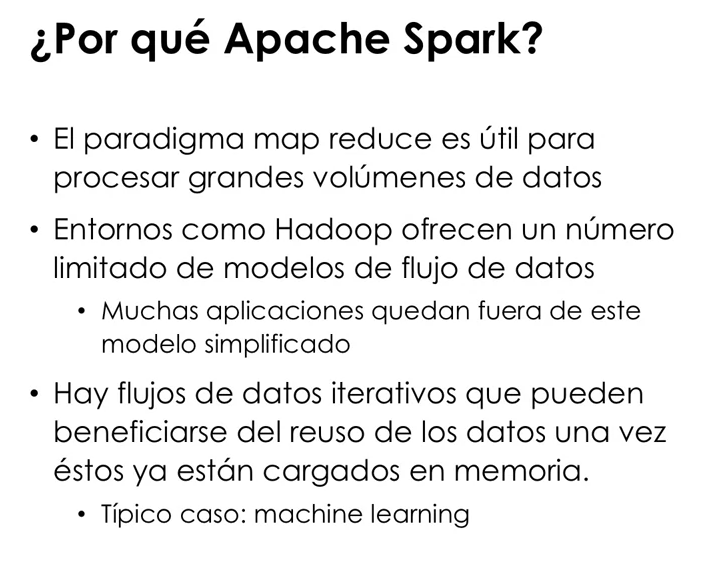 ¿Por qué Apache Spark?
• El paradigma map reduce es útil para
procesar grandes volúmenes de datos
• Entornos como Hadoop ofrecen un número
limitado de modelos de flujo de datos
• Muchas aplicaciones quedan fuera de este
modelo simplificado
• Hay flujos de datos iterativos que pueden
beneficiarse del reuso de los datos una vez
éstos ya están cargados en memoria.
• Típico caso: machine learning